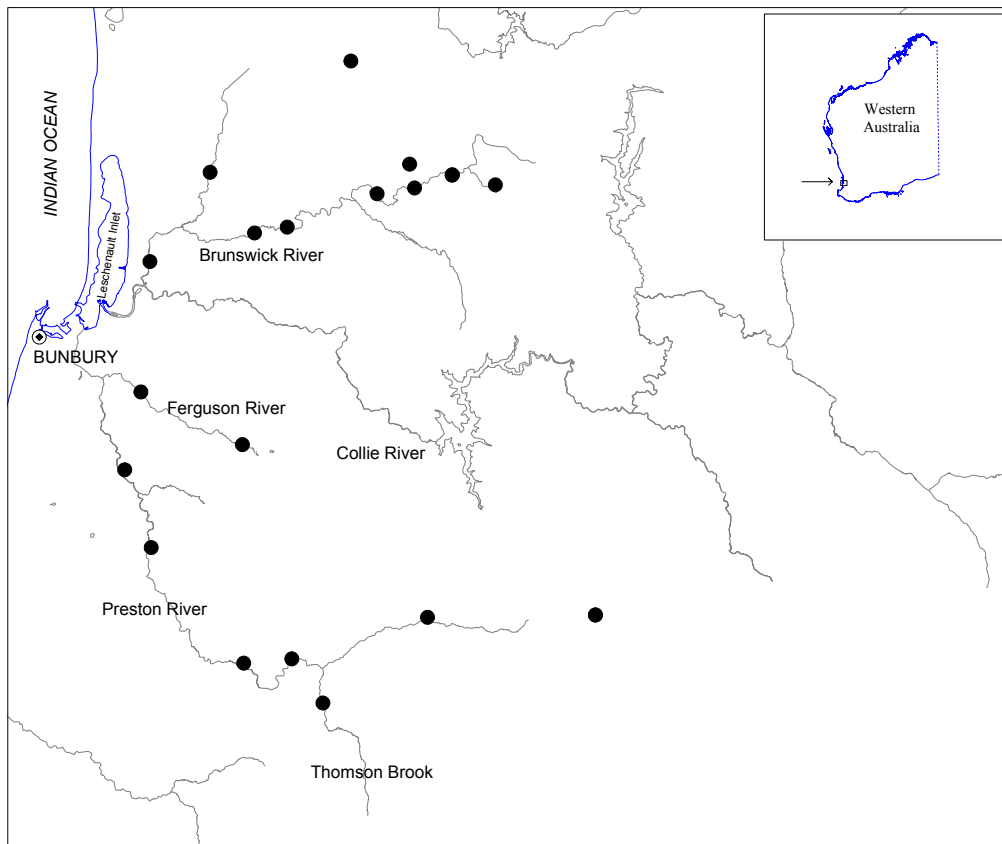 INDIAN OCEAN
Leschenault Inlet
Western
Australia
Brunswick River
BUNBURY
Ferguson River
Collie River
Preston River
Thomson Brook